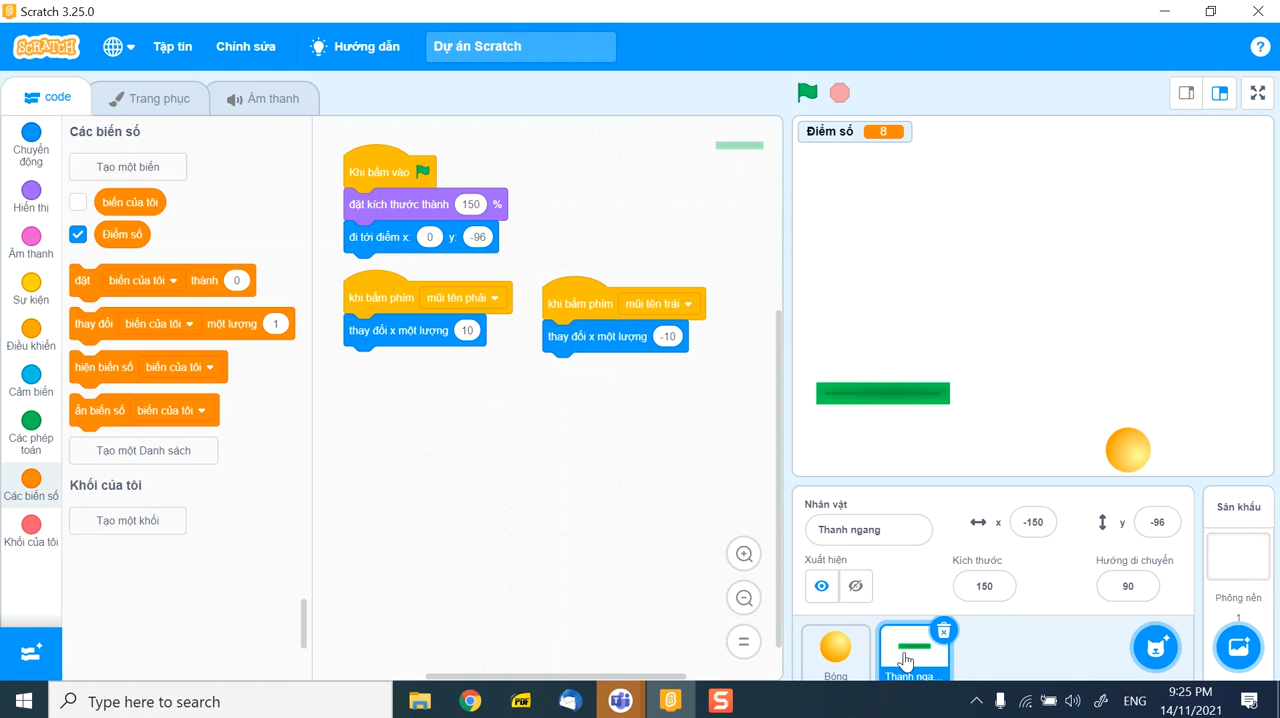 Scratch 3.25.0
SCRATCH
Tập tin
Chỉnh sửa
Hướng dẫn
Dự án Scratch
?
code
Trang phục
Âm thanh
Chuyển động
Hiển thị
Âm thanh
Sự kiện
Điều khiển
Cảm biến
Các phép toán
Các biến số
Khối của tôi
Các biến số
Tạo một biến
biến của tôi
Điểm số
đặt biến của tôi thành 0
thay đổi biến của tôi một lượng 1
hiện biến số biến của tôi
ẩn biến số biến của tôi
Tạo một Danh sách
Khối của tôi
Tạo một khối
Khi bấm vào
đặt kích thước thành 150 %
đi tới điểm x: 0 y: -96
khi bấm phím mũi tên phải
thay đổi x một lượng 10
khi bấm phím mũi tên trái
thay đổi x một lượng -10
Điểm số 8
Nhân vật
Thanh ngang
x -150
y -96
Xuất hiện
Kích thước
150
Hướng di chuyển
90
Bóng
Thanh nga...
Sân khấu
Phông nền
1
Type here to search
PDF
ENG
9:25 PM
14/11/2021